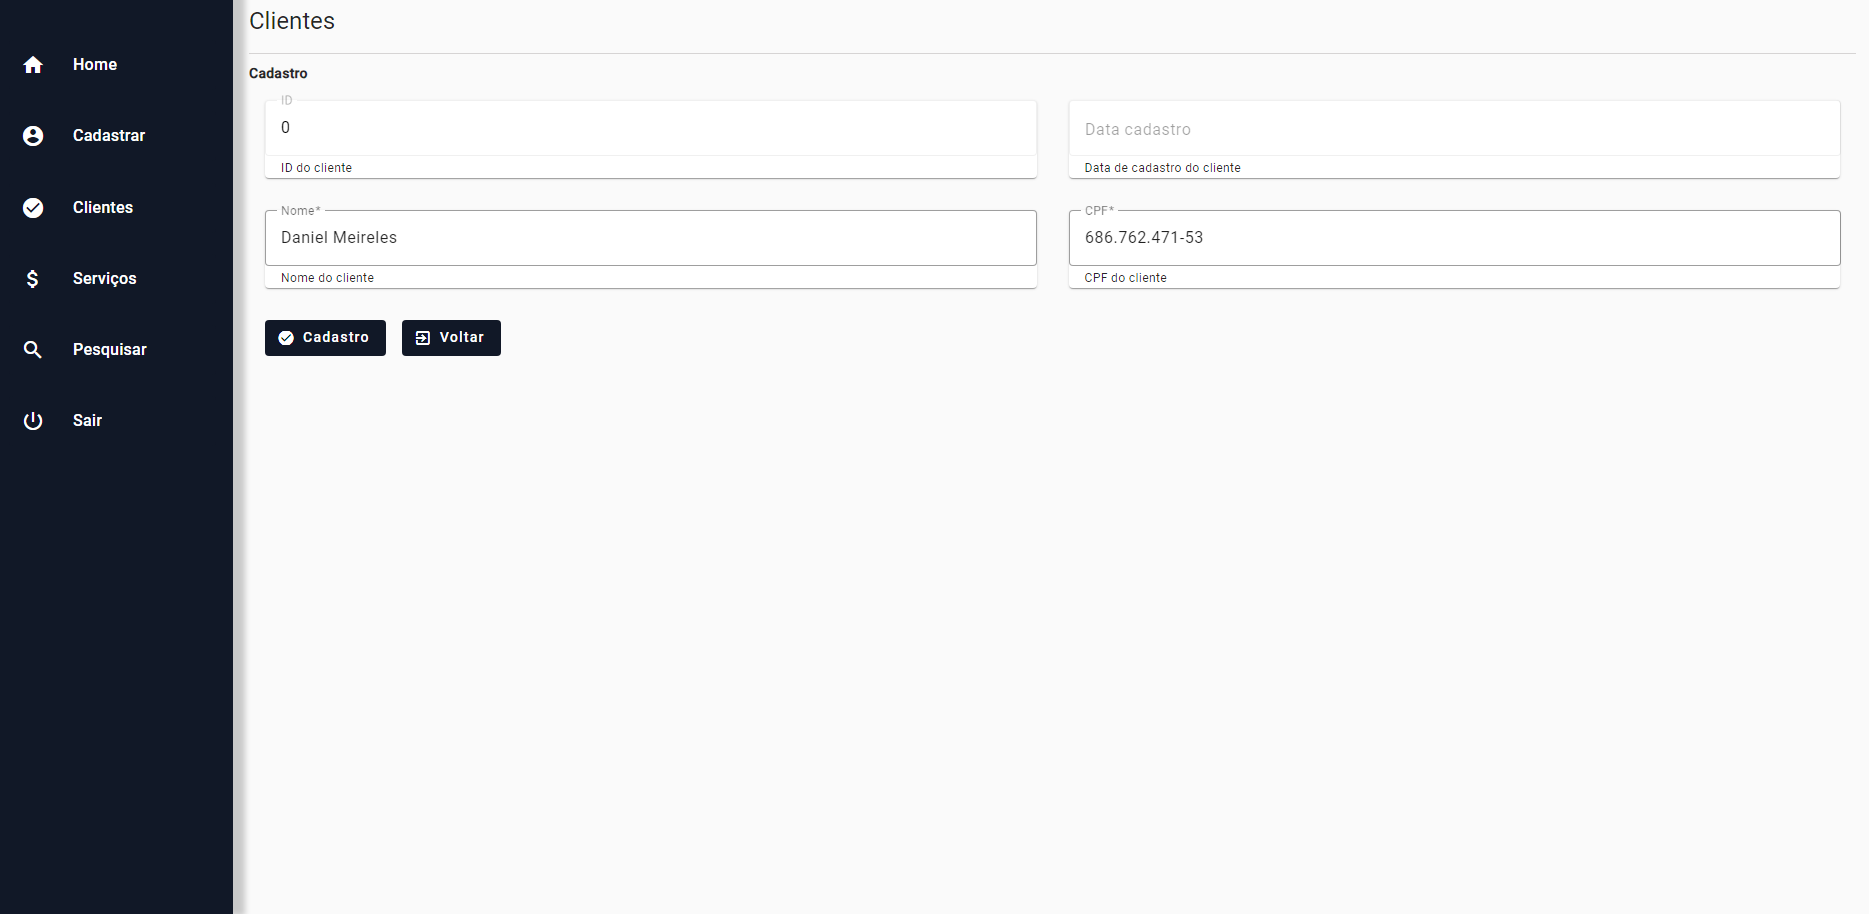 Home
Cadastrar
Clientes
Serviços
Pesquisar
Sair
Clientes
Cadastro
ID
0
ID do cliente
Data cadastro
Data de cadastro do cliente
Nome*
Daniel Meireles
Nome do cliente
CPF*
686.762.471-53
CPF do cliente
Cadastro
Voltar